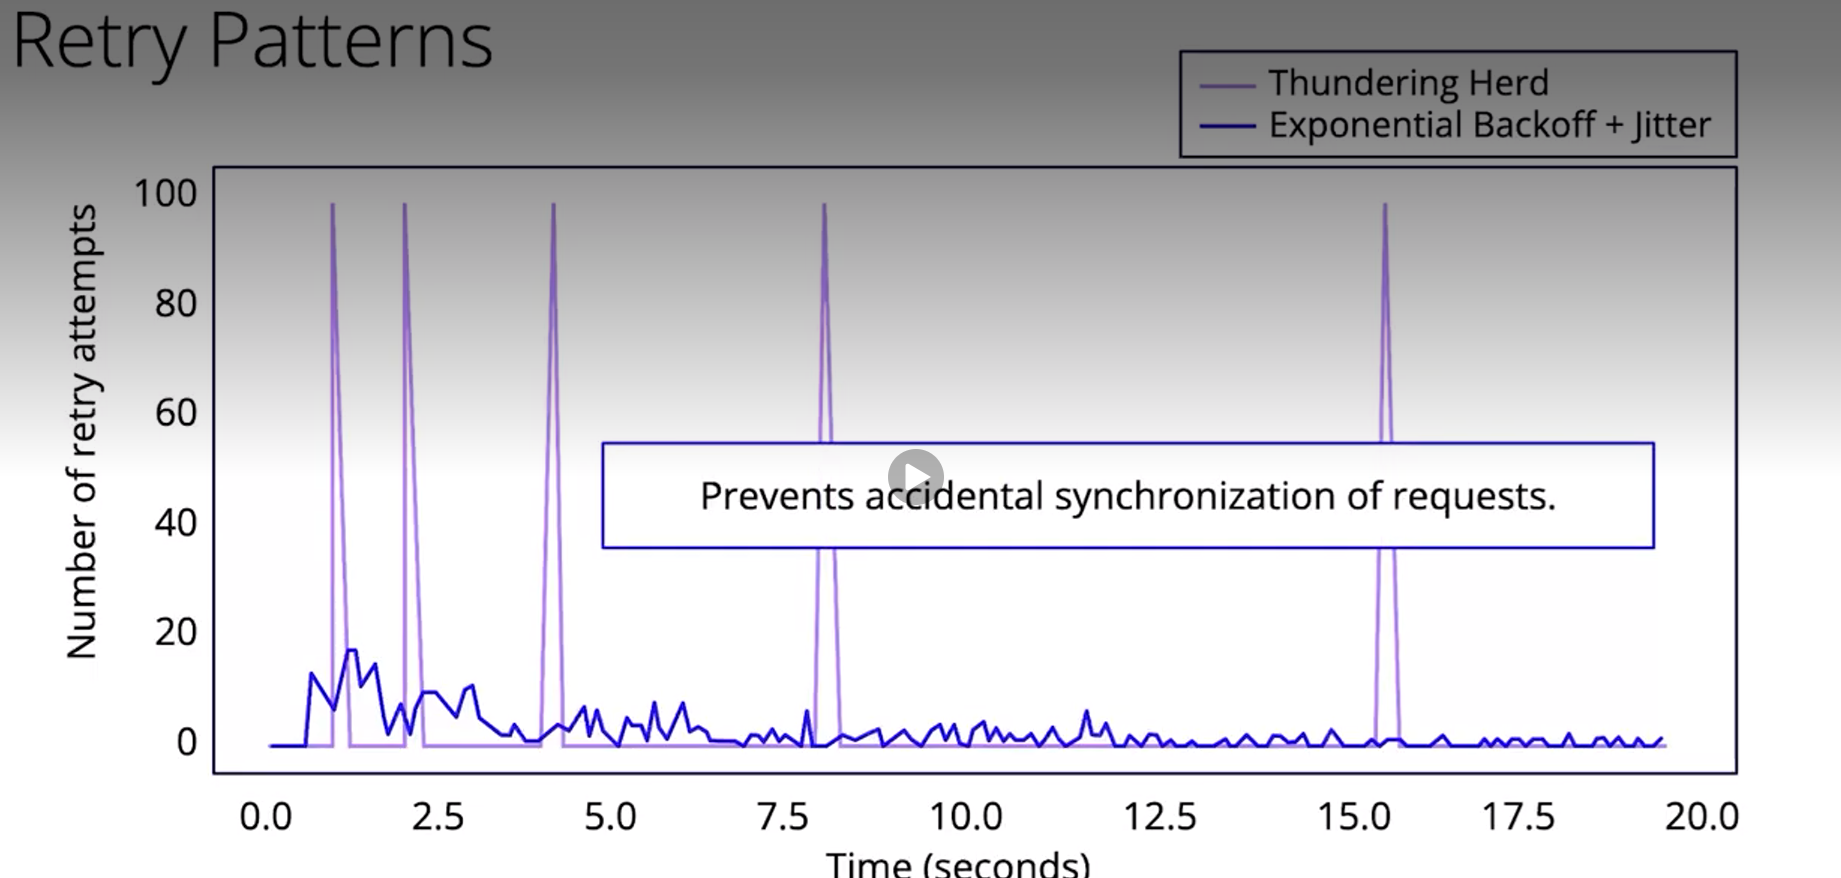 Retry Patterns
Thundering Herd
Exponential Backoff + Jitter
Number of retry attempts
100
80
60
40
20
0
Prevents accidental synchronization of requests.
0.0 2.5 5.0 7.5 10.0 12.5 15.0 17.5 20.0
Time (seconds)